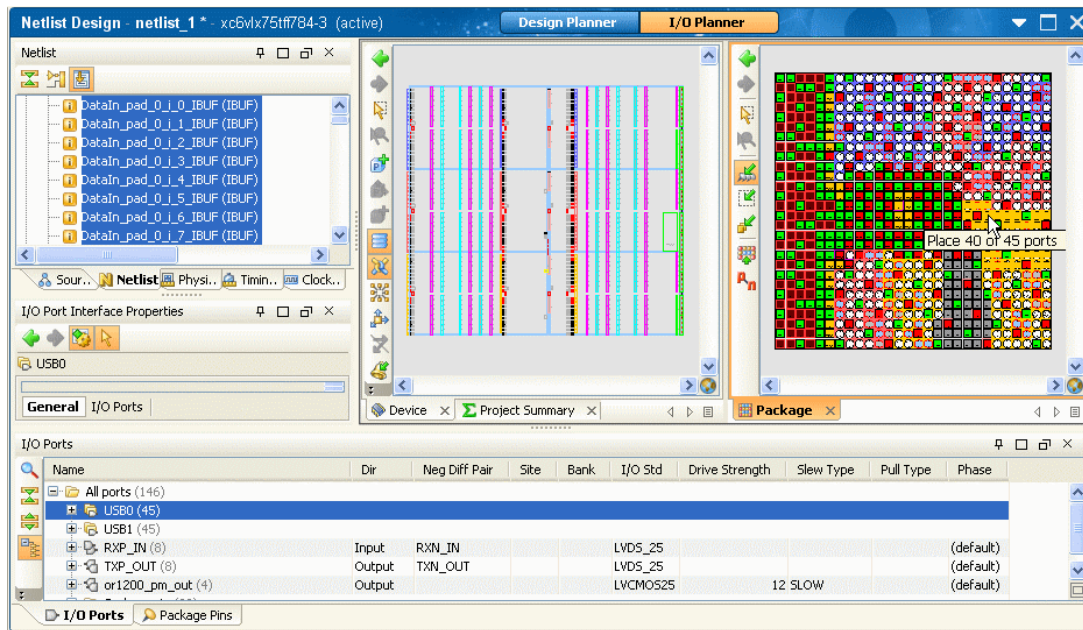 Netlist Design - netlist_1 * - xc6vlx75tff784-3 (active)
Design Planner
I/O Planner
Netlist
DataIn_pad_0_i_0_IBUF (IBUF)
DataIn_pad_0_i_1_IBUF (IBUF)
DataIn_pad_0_i_2_IBUF (IBUF)
DataIn_pad_0_i_3_IBUF (IBUF)
DataIn_pad_0_i_4_IBUF (IBUF)
DataIn_pad_0_i_5_IBUF (IBUF)
DataIn_pad_0_i_6_IBUF (IBUF)
DataIn_pad_0_i_7_IBUF (IBUF)
Sour.. Netlist Physi.. Timin.. Clock..
I/O Port Interface Properties
USB0
General I/O Ports
Place 40 of 45 ports
Device Project Summary
Package
I/O Ports
Name Dir Neg Diff Pair Site Bank I/O Std Drive Strength Slew Type Pull Type Phase
All ports (146)
USB0 (45)
USB1 (45)
RXP_IN (8) Input RXN_IN LVDS_25 (default)
TXP_OUT (8) Output TXN_OUT LVDS_25 (default)
or1200_pm_out (4) Output LVCMOS25 12 SLOW (default)
I/O Ports Package Pins